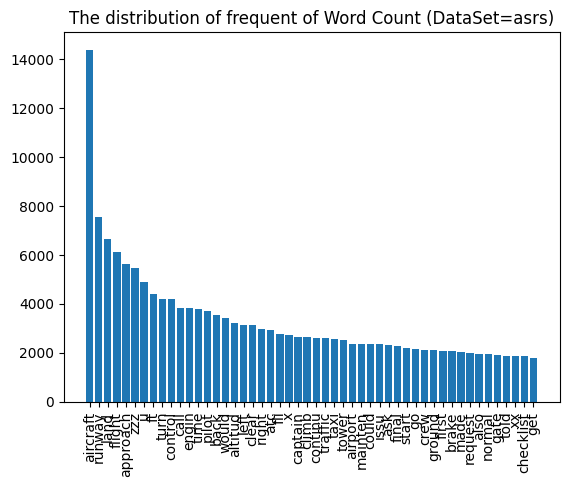 The distribution of frequent of Word Count (DataSet=asrs)
14000
12000
10000
8000
6000
4000
2000
0
aircraft
runway
land
flight
approach
zzz
ft
turn
control
call
engin
time
pilot
back
would
altitud
left
clear
right
atc
x
captain
climb
continu
traffic
taxi
tower
airport
mainten
could
issu
ask
final
start
go
crew
ground
first
brake
made
request
also
normal
gate
told
xx
checklist
get